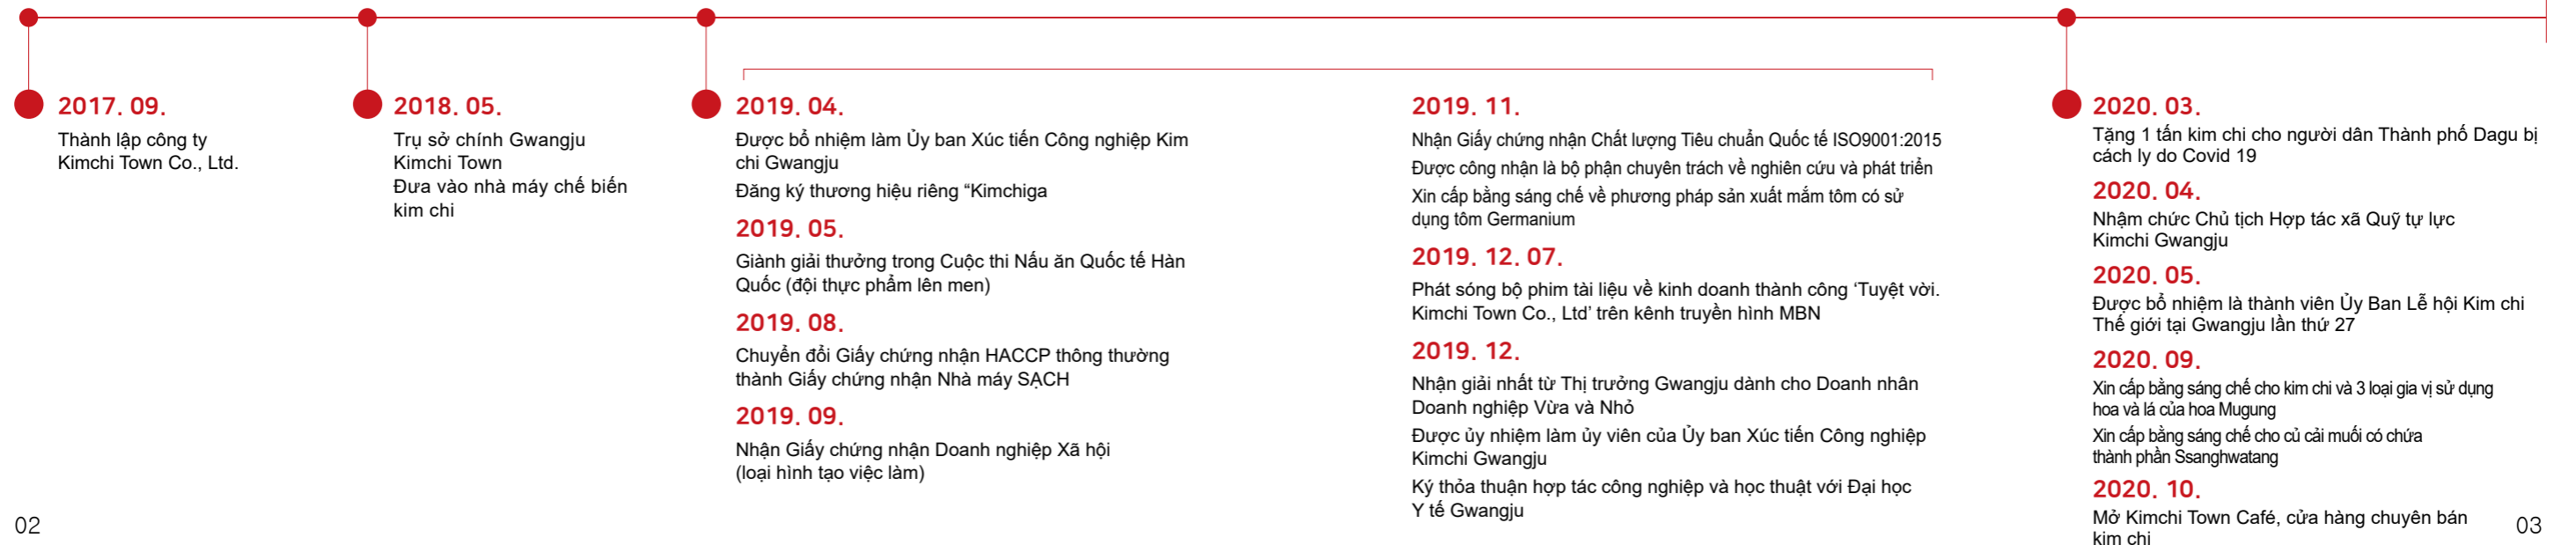 2017. 09.
Thành lập công ty
Kimchi Town Co., Ltd.
2018. 05.
Trụ sở chính Gwangju
Kimchi Town
Đưa vào nhà máy chế biến
kim chi
2019. 04.
Được bổ nhiệm làm Ủy ban Xúc tiến Công nghiệp Kim
chi Gwangju
Đăng ký thương hiệu riêng “Kimchiga
2019. 05.
Giành giải thưởng trong Cuộc thi Nấu ăn Quốc tế Hàn
Quốc (đội thực phẩm lên men)
2019. 08.
Chuyển đổi Giấy chứng nhận HACCP thông thường
thành Giấy chứng nhận Nhà máy SẠCH
2019. 09.
Nhận Giấy chứng nhận Doanh nghiệp Xã hội
(loại hình tạo việc làm)
2019. 11.
Nhận Giấy chứng nhận Chất lượng Tiêu chuẩn Quốc tế ISO9001:2015
Được công nhận là bộ phận chuyên trách về nghiên cứu và phát triển
Xin cấp bằng sáng chế về phương pháp sản xuất mắm tôm có sử
dụng tôm Germanium
2019. 12. 07.
Phát sóng bộ phim tài liệu về kinh doanh thành công ‘Tuyệt vời.
Kimchi Town Co., Ltd’ trên kênh truyền hình MBN
2019. 12.
Nhận giải nhất từ Thị trưởng Gwangju dành cho Doanh nhân
Doanh nghiệp Vừa và Nhỏ
Được ủy nhiệm làm ủy viên của Ủy ban Xúc tiến Công nghiệp
Kimchi Gwangju
Ký thỏa thuận hợp tác công nghiệp và học thuật với Đại học
Y tế Gwangju
2020. 03.
Tặng 1 tấn kim chi cho người dân Thành phố Dagu bị
cách ly do Covid 19
2020. 04.
Nhậm chức Chủ tịch Hợp tác xã Quỹ tự lực
Kimchi Gwangju
2020. 05.
Được bổ nhiệm là thành viên Ủy Ban Lễ hội Kim chi
Thế giới tại Gwangju lần thứ 27
2020. 09.
Xin cấp bằng sáng chế cho kim chi và 3 loại gia vị sử dụng
hoa và lá của hoa Mugung
Xin cấp bằng sáng chế cho củ cải muối có chứa
thành phần Ssanghwatang
2020. 10.
Mở Kimchi Town Café, cửa hàng chuyên bán
kim chi
02
03